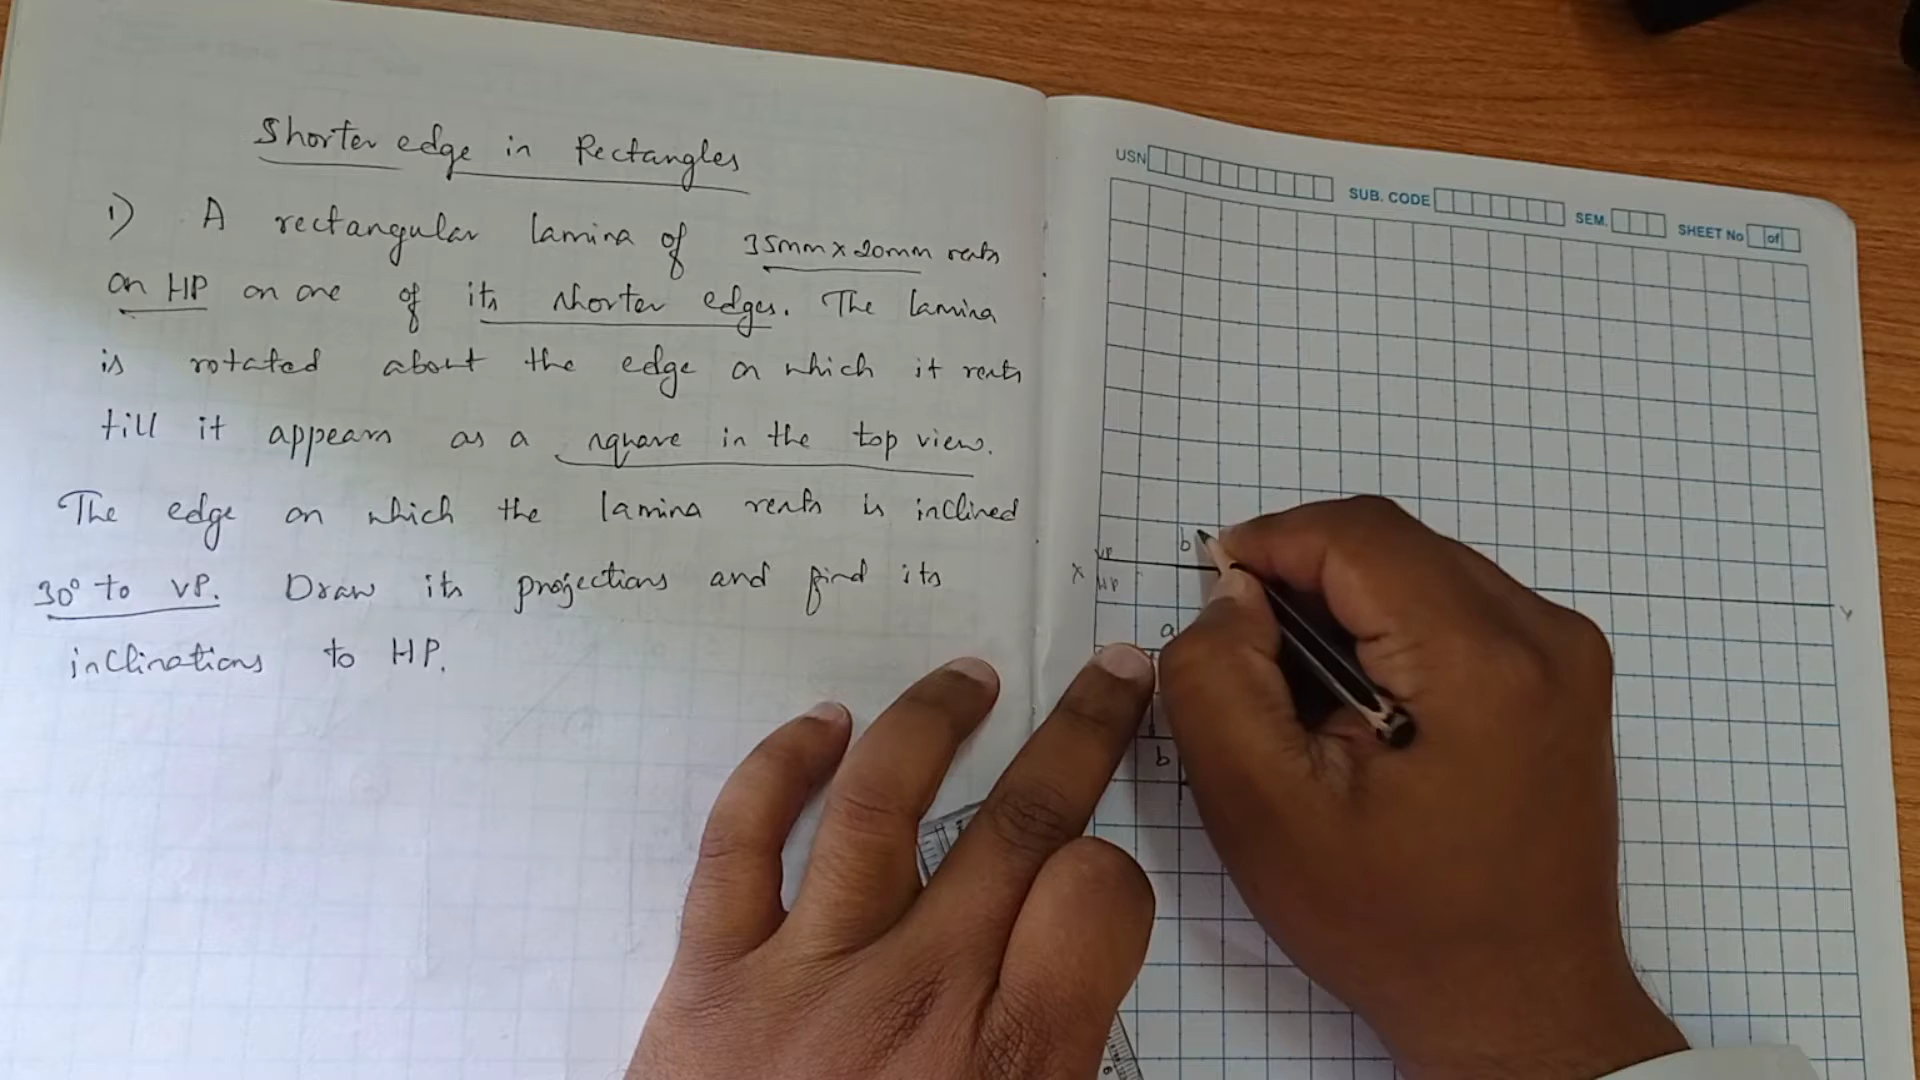 Shorter edge in Rectangles
1) A rectangular lamina of 35mm x 20mm rests
on HP on one of its shorter edges. The lamina
is rotated about the edge on which it rests
till it appears as a square in the top view.
The edge on which the lamina rests is inclined
30° to VP. Draw its projections and find its
inclinations to HP.
USN
SUB. CODE
SEM.
SHEET No of
b
VP
X
HP
Y
a
b